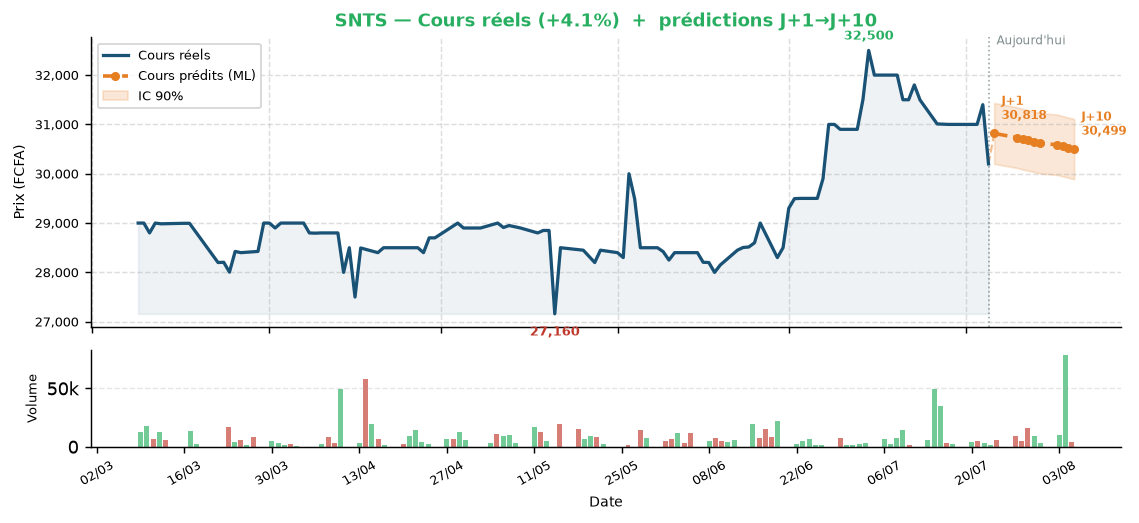 SNTS — Cours réels (+4.1%)  +  prédictions J+1→J+10
32,500
Aujourd'hui
Cours réels
Cours prédits (ML)
IC 90%
J+1
30,818
J+10
30,499
Prix (FCFA)
32,000
31,000
30,000
29,000
28,000
27,000
27,160
Volume
50k
0
02/03
16/03
30/03
13/04
27/04
11/05
25/05
08/06
22/06
06/07
20/07
03/08
Date